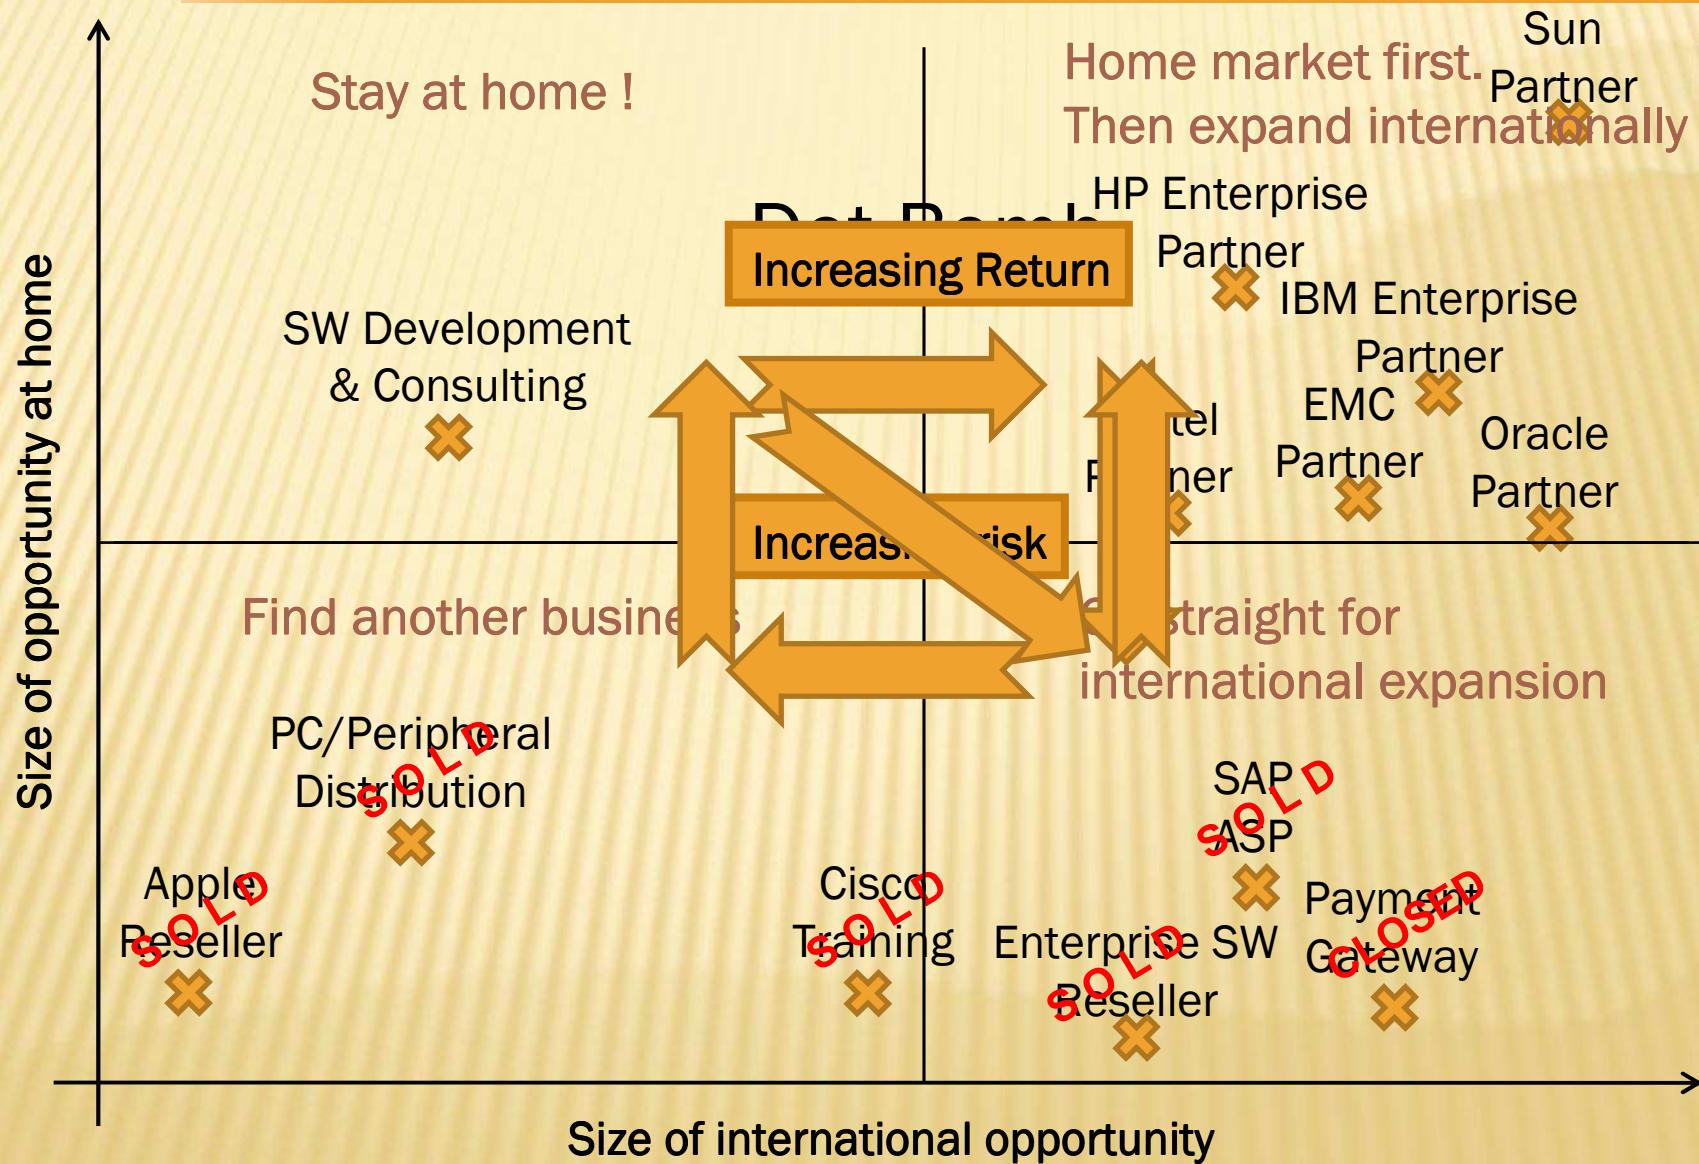 Sun
Partner
Stay at home !
Home market first.
Then expand internationally
HP Enterprise
Partner
Increasing Return
IBM Enterprise
Partner
SW Development
& Consulting
EMC
Partner
Oracle
Partner
Size of opportunity at home
Find another business
straight for
international expansion
PC/Peripheral
Distribution
SOLD
SAP
ASP
SOLD
Apple
Reseller
SOLD
Cisco
Training
SOLD
Enterprise SW
Reseller
SOLD
Payment
Gateway
CLOSED
Size of international opportunity